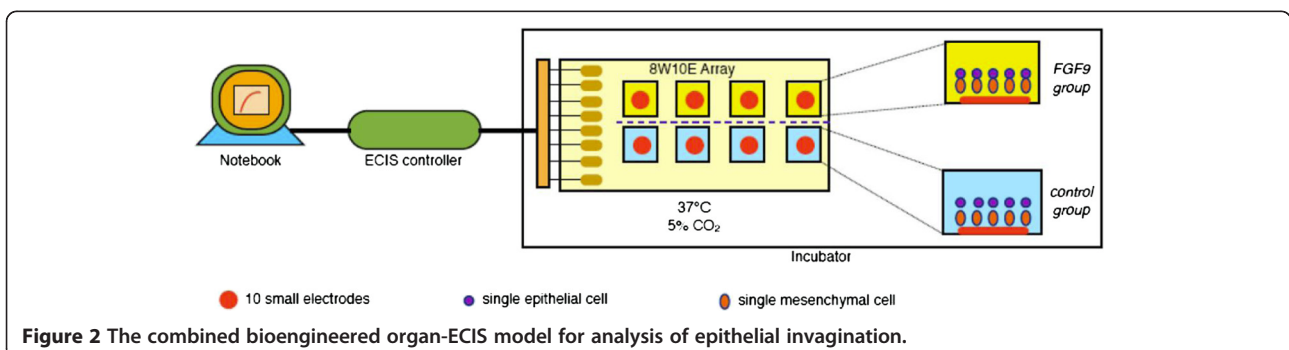 8W10E Array
FGF9
group
Notebook
ECIS controller
control
group
37°C
5% CO₂
Incubator
10 small electrodes
single epithelial cell
single mesenchymal cell
Figure 2 The combined bioengineered organ-ECIS model for analysis of epithelial invagination.